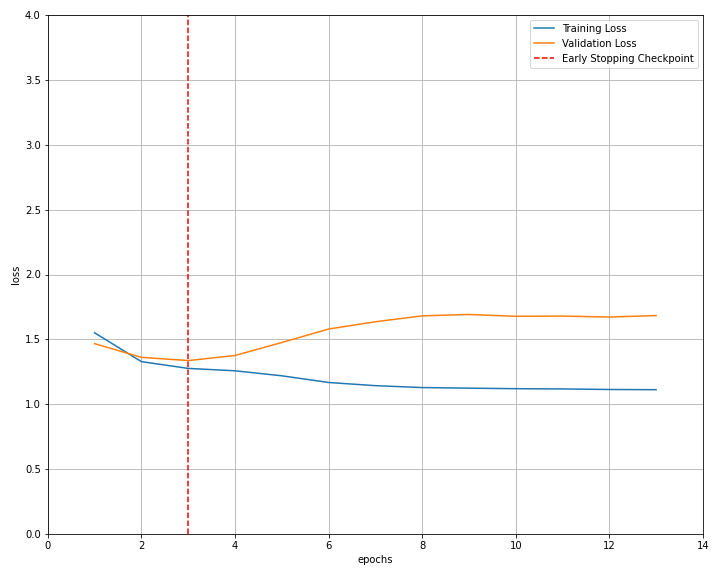 4.0
3.5
3.0
2.5
2.0
1.5
1.0
0.5
0.0
loss
Training Loss
Validation Loss
Early Stopping Checkpoint
0 2 4 6 8 10 12 14
epochs